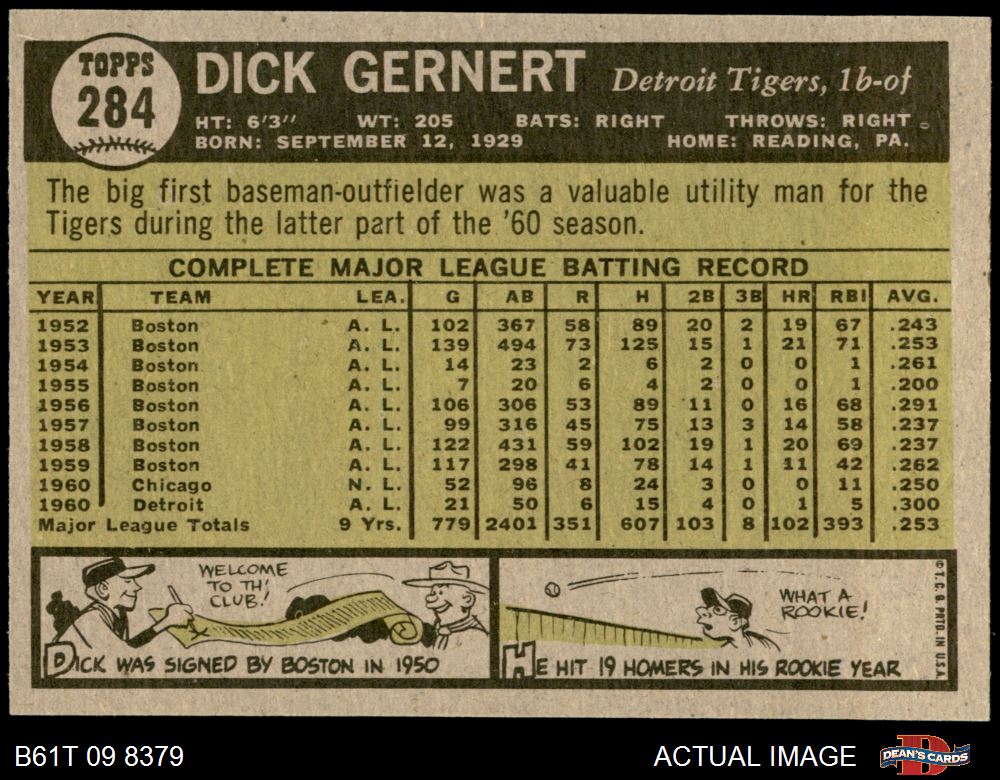 TOPPS
284
DICK GERNERT Detroit Tigers, 1b-of
HT: 6'3" WT: 205 BATS: RIGHT THROWS: RIGHT
BORN: SEPTEMBER 12, 1929 HOME: READING, PA.
The big first baseman-outfielder was a valuable utility man for the
Tigers during the latter part of the '60 season.
COMPLETE MAJOR LEAGUE BATTING RECORD
YEAR TEAM LEA. G AB R H 2B 3B HR RBI AVG.
1952 Boston A. L. 102 367 58 89 20 2 19 67 .243
1953 Boston A. L. 139 494 73 125 15 1 21 71 .253
1954 Boston A. L. 14 23 2 6 2 0 0 1 .261
1955 Boston A. L. 7 20 6 4 2 0 0 1 .200
1956 Boston A. L. 106 306 53 89 11 0 16 68 .291
1957 Boston A. L. 99 316 45 75 13 3 14 58 .237
1958 Boston A. L. 122 431 59 102 19 1 20 69 .237
1959 Boston A. L. 117 298 41 78 14 1 11 42 .262
1960 Chicago N. L. 52 96 8 24 3 0 0 11 .250
1960 Detroit A. L. 21 50 6 15 4 0 1 5 .300
Major League Totals 9 Yrs. 779 2401 351 607 103 8 102 393 .253
WELCOME
TO TH'
CLUB!
DICK WAS SIGNED BY BOSTON IN 1950
WHAT A
ROOKIE!
HE HIT 19 HOMERS IN HIS ROOKIE YEAR
© T. C. G. PRTD. IN U.S.A.
B61T 09 8379
ACTUAL IMAGE
DEAN'S CARDS